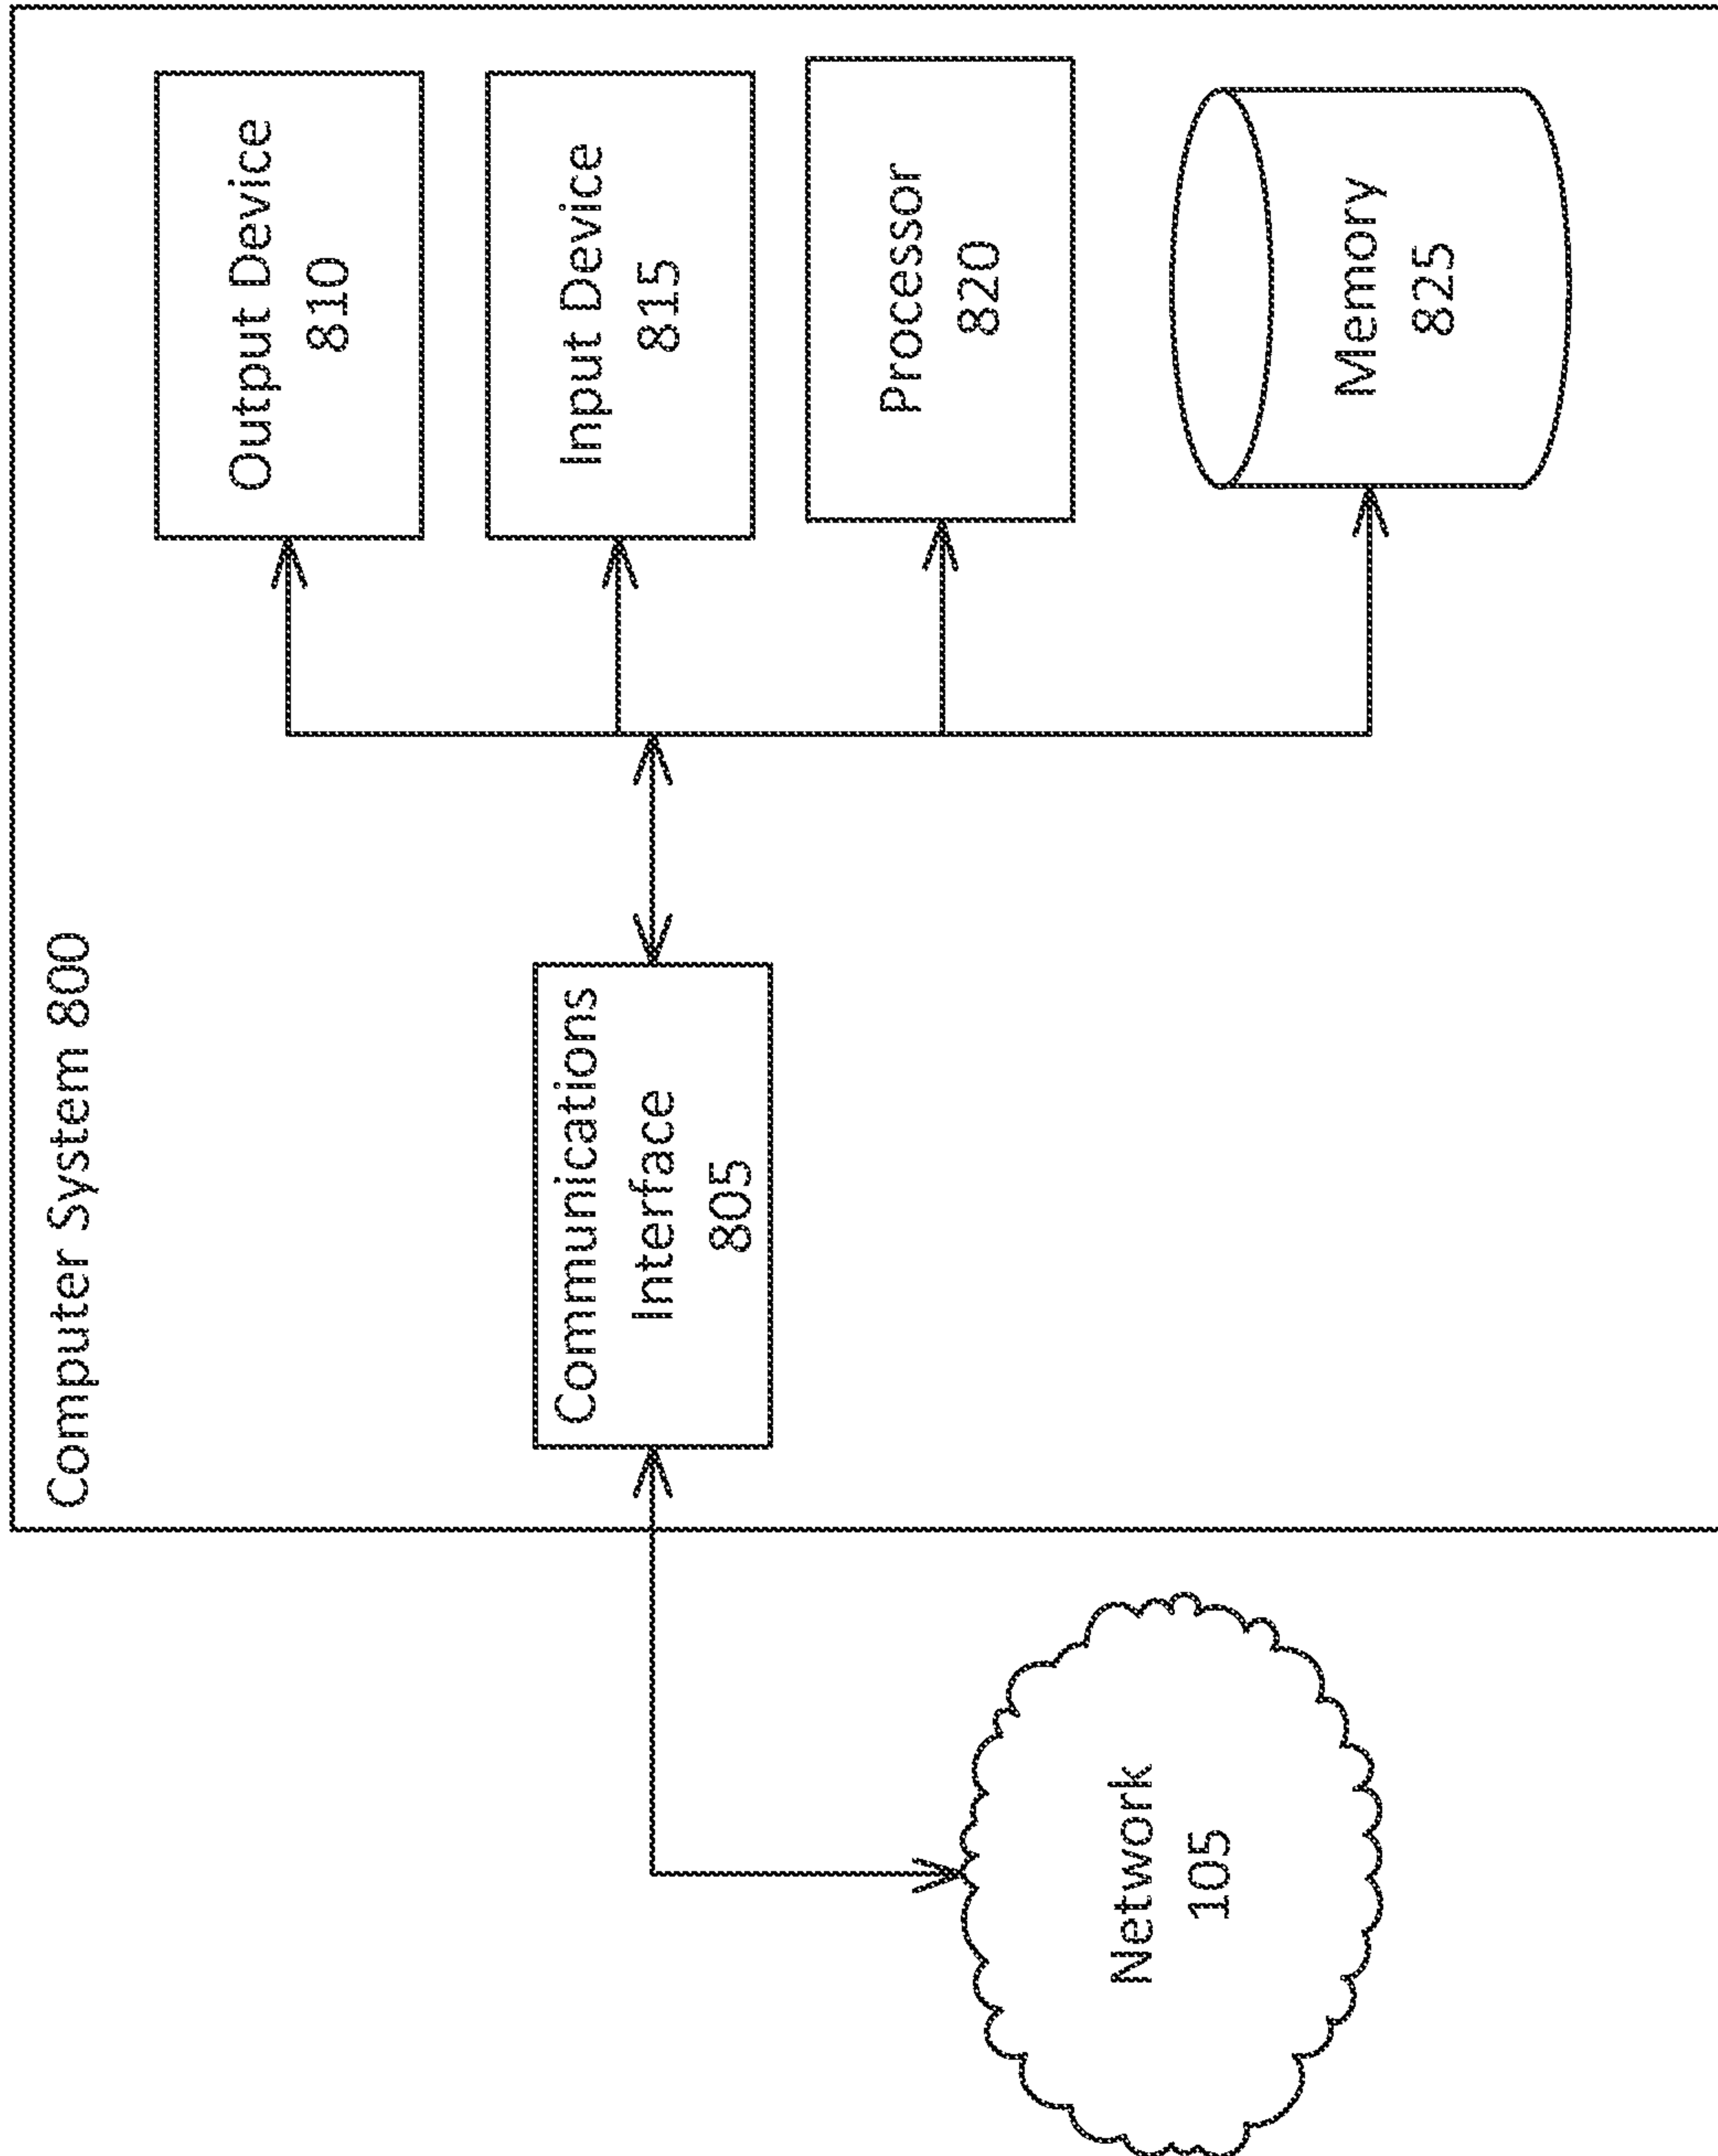 Computer System 800
Output Device
810
Input Device
815
Communications
Interface
805
Processor
820
Memory
825
Network
105